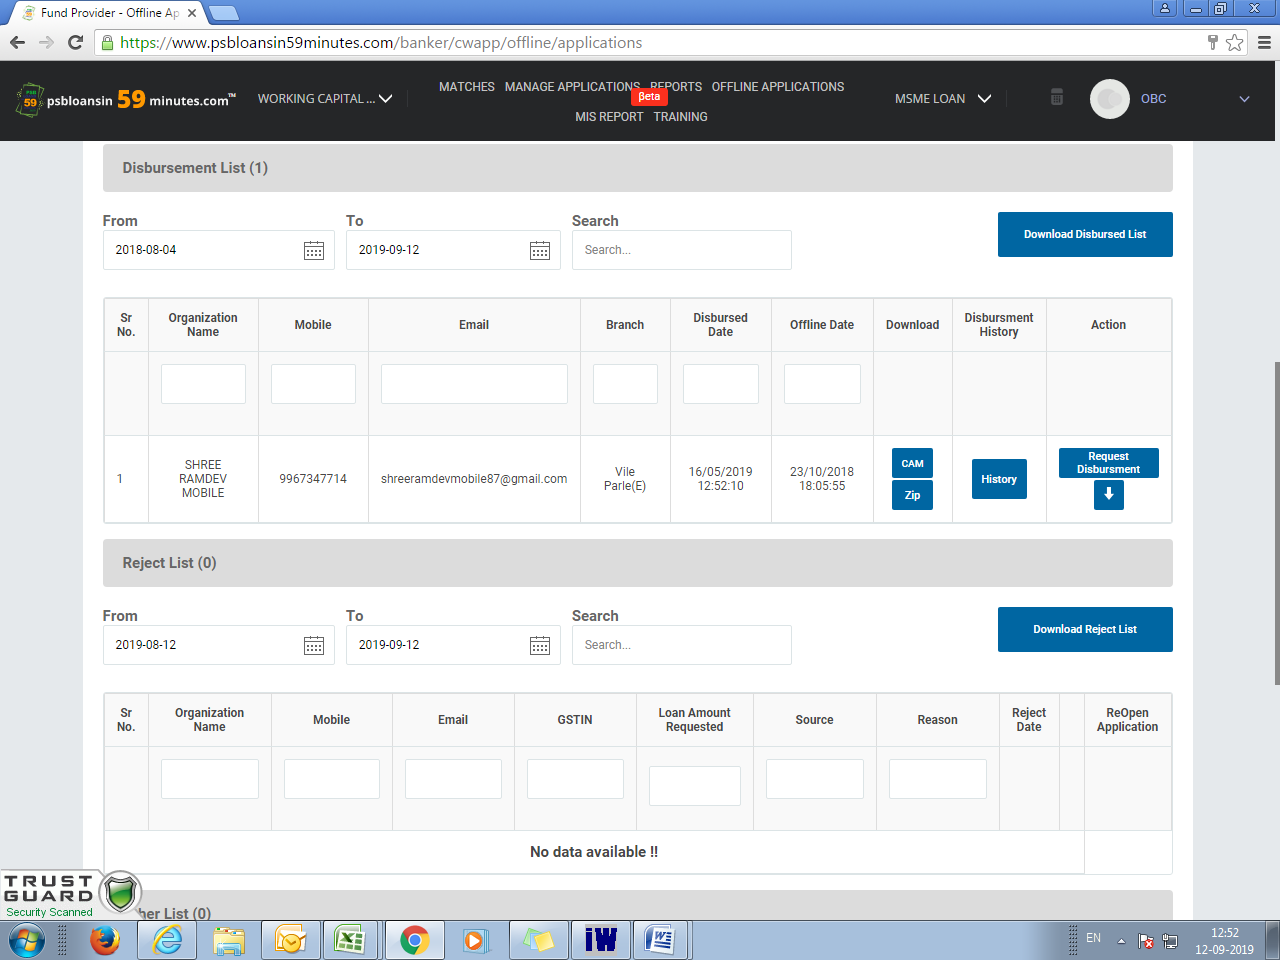 Fund Provider - Offline Ap
https://www.psbloansin59minutes.com/banker/cwapp/offline/applications
PSB
59
psbloansin 59 minutes.com™
WORKING CAPITAL ...
MATCHES
MANAGE APPLICATIONS
REPORTS
OFFLINE APPLICATIONS
βeta
MIS REPORT
TRAINING
MSME LOAN
OBC
Disbursement List (1)
From
To
Search
2018-08-04
2019-09-12
Search...
Download Disbursed List
Sr No.
Organization Name
Mobile
Email
Branch
Disbursed Date
Offline Date
Download
Disbursment History
Action
1
SHREE RAMDEV MOBILE
9967347714
shreeramdevmobile87@gmail.com
Vile Parle(E)
16/05/2019 12:52:10
23/10/2018 18:05:55
CAM
Zip
History
Request Disbursment
Reject List (0)
From
To
Search
2019-08-12
2019-09-12
Search...
Download Reject List
Sr No.
Organization Name
Mobile
Email
GSTIN
Loan Amount Requested
Source
Reason
Reject Date
ReOpen Application
No data available !!
TRUST
GUARD
Security Scanned
her List (0)
iW
EN
12:52
12-09-2019